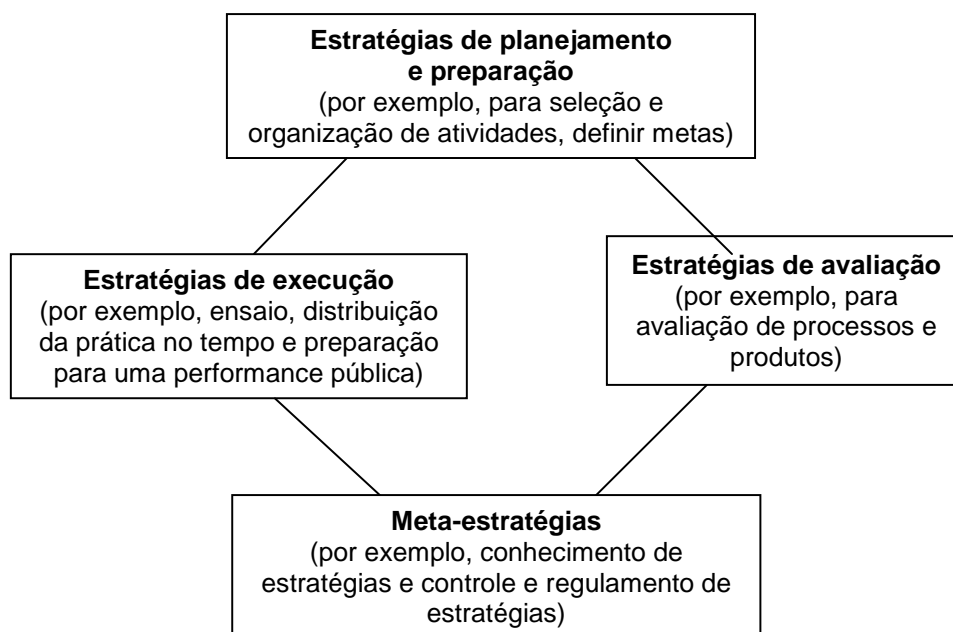 Estratégias de planejamento
e preparação
(por exemplo, para seleção e
organização de atividades, definir metas)
Estratégias de execução
(por exemplo, ensaio, distribuição
da prática no tempo e preparação
para uma performance pública)
Estratégias de avaliação
(por exemplo, para
avaliação de processos e
produtos)
Meta-estratégias
(por exemplo, conhecimento de
estratégias e controle e regulamento de
estratégias)